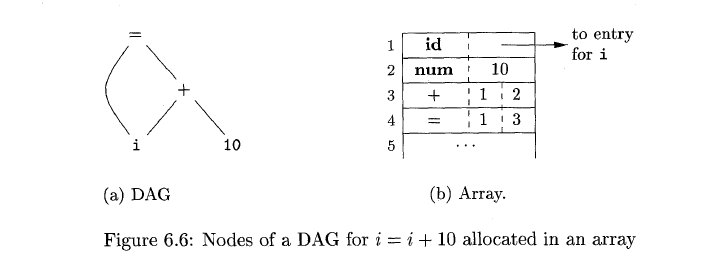 =
+
i 10
(a) DAG
1 id to entry
for i
2 num 10
3 + 1 2
4 = 1 3
5 ...
(b) Array.
Figure 6.6: Nodes of a DAG for i = i + 10 allocated in an array